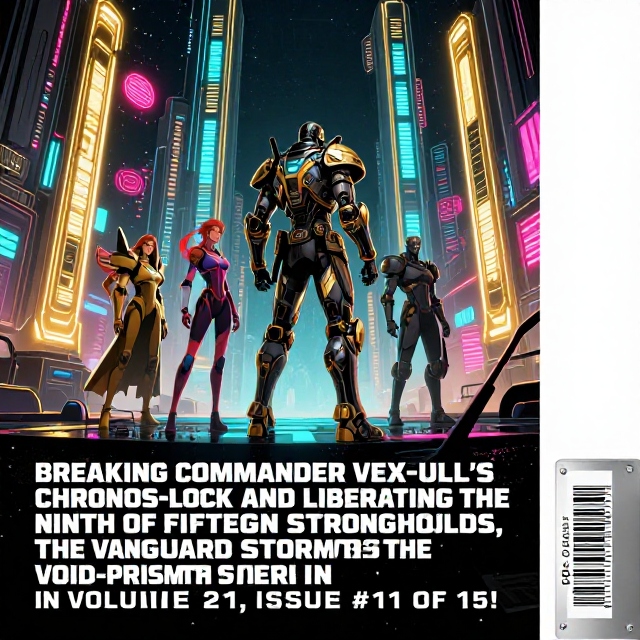 BREAKING COMMANDER VEX-ULL'S
CHRONOS-LOCK AND LIBERATING THE
NINTH OF FIFTEGN STRONGHOJLDS,
THE VANGUARD THE
IN 21, ISSUE #11 OF 15!